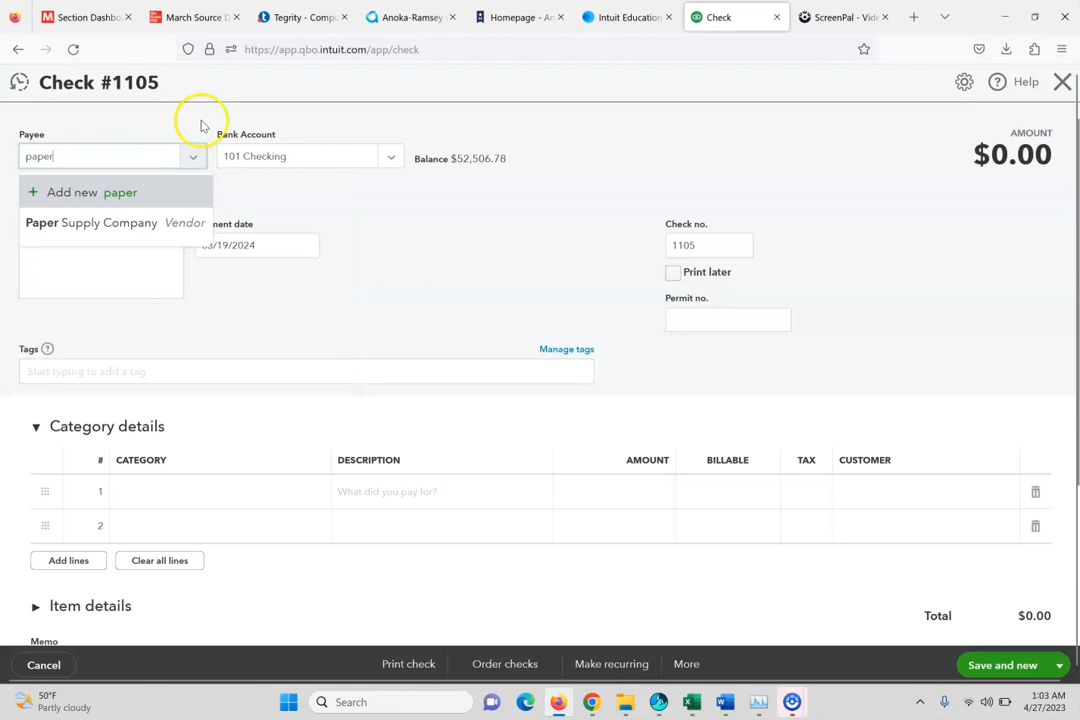 Section Dashbo
March Source D
Tegrity - Compu
Anoka-Ramsey
Homepage - An
Intuit Education
Check
ScreenPal - Vide
https://app.qbo.intuit.com/app/check
Check #1105
Help
Payee
Bank Account
AMOUNT
paper
101 Checking
Balance $52,506.78
$0.00
+ Add new paper
Paper Supply Company Vendor
ment date
Check no.
03/19/2024
1105
Print later
Permit no.
Tags ?
Manage tags
Start typing to add a tag
Category details
# CATEGORY DESCRIPTION AMOUNT BILLABLE TAX CUSTOMER
1 What did you pay for?
2
Add lines
Clear all lines
Item details
Total $0.00
Memo
Cancel
Print check
Order checks
Make recurring
More
Save and new
50°F
Partly cloudy
Search
1:03 AM
4/27/2023